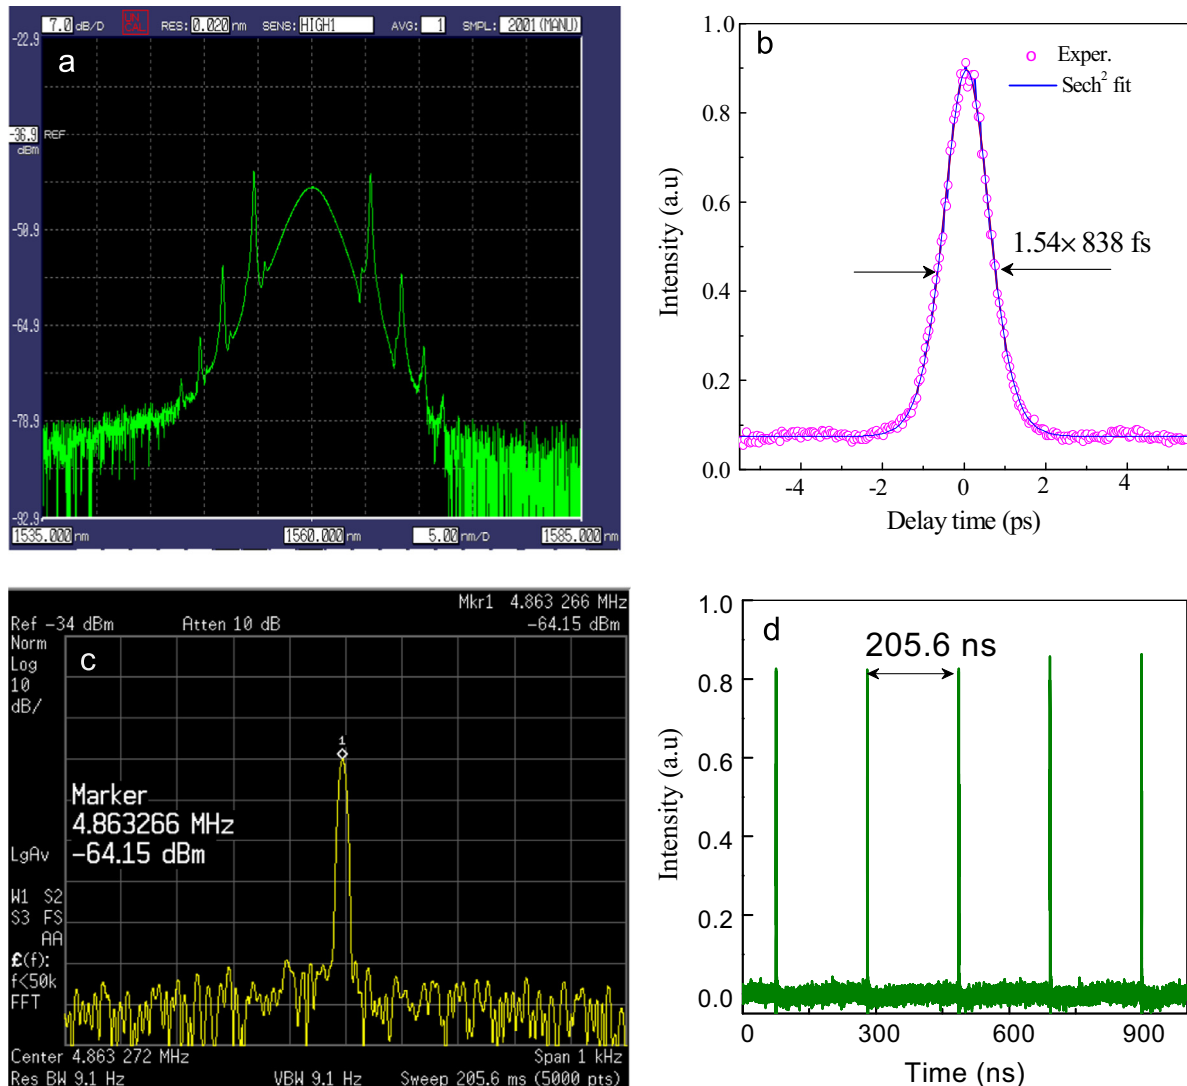 7.0 dB/D UN CAL RES: 0.020 nm SENS: HIGH1 AVG: 1 SMPL: 2001(MANU)
-22.9
a
-36.9 REF
dBm
-50.9
-64.9
-78.9
-92.9
1535.000 nm 1560.000 nm 5.00 nm/D 1585.000 nm
b
Exper.
Sech² fit
1.54× 838 fs
Intensity (a.u)
1.0
0.8
0.6
0.4
0.2
0.0
-4 -2 0 2 4
Delay time (ps)
Mkr1 4.863 266 MHz
Ref -34 dBm Atten 10 dB -64.15 dBm
Norm
Log
10
dB/
c
1
Marker
4.863266 MHz
-64.15 dBm
LgAv
W1 S2
S3 FS
AA
£(f):
f<50k
FFT
Center 4.863 272 MHz Span 1 kHz
Res BW 9.1 Hz VBW 9.1 Hz Sweep 205.6 ms (5000 pts)
d
205.6 ns
Intensity (a.u)
1.0
0.8
0.4
0.6
0.2
0.0
0 300 600 900
Time (ns)